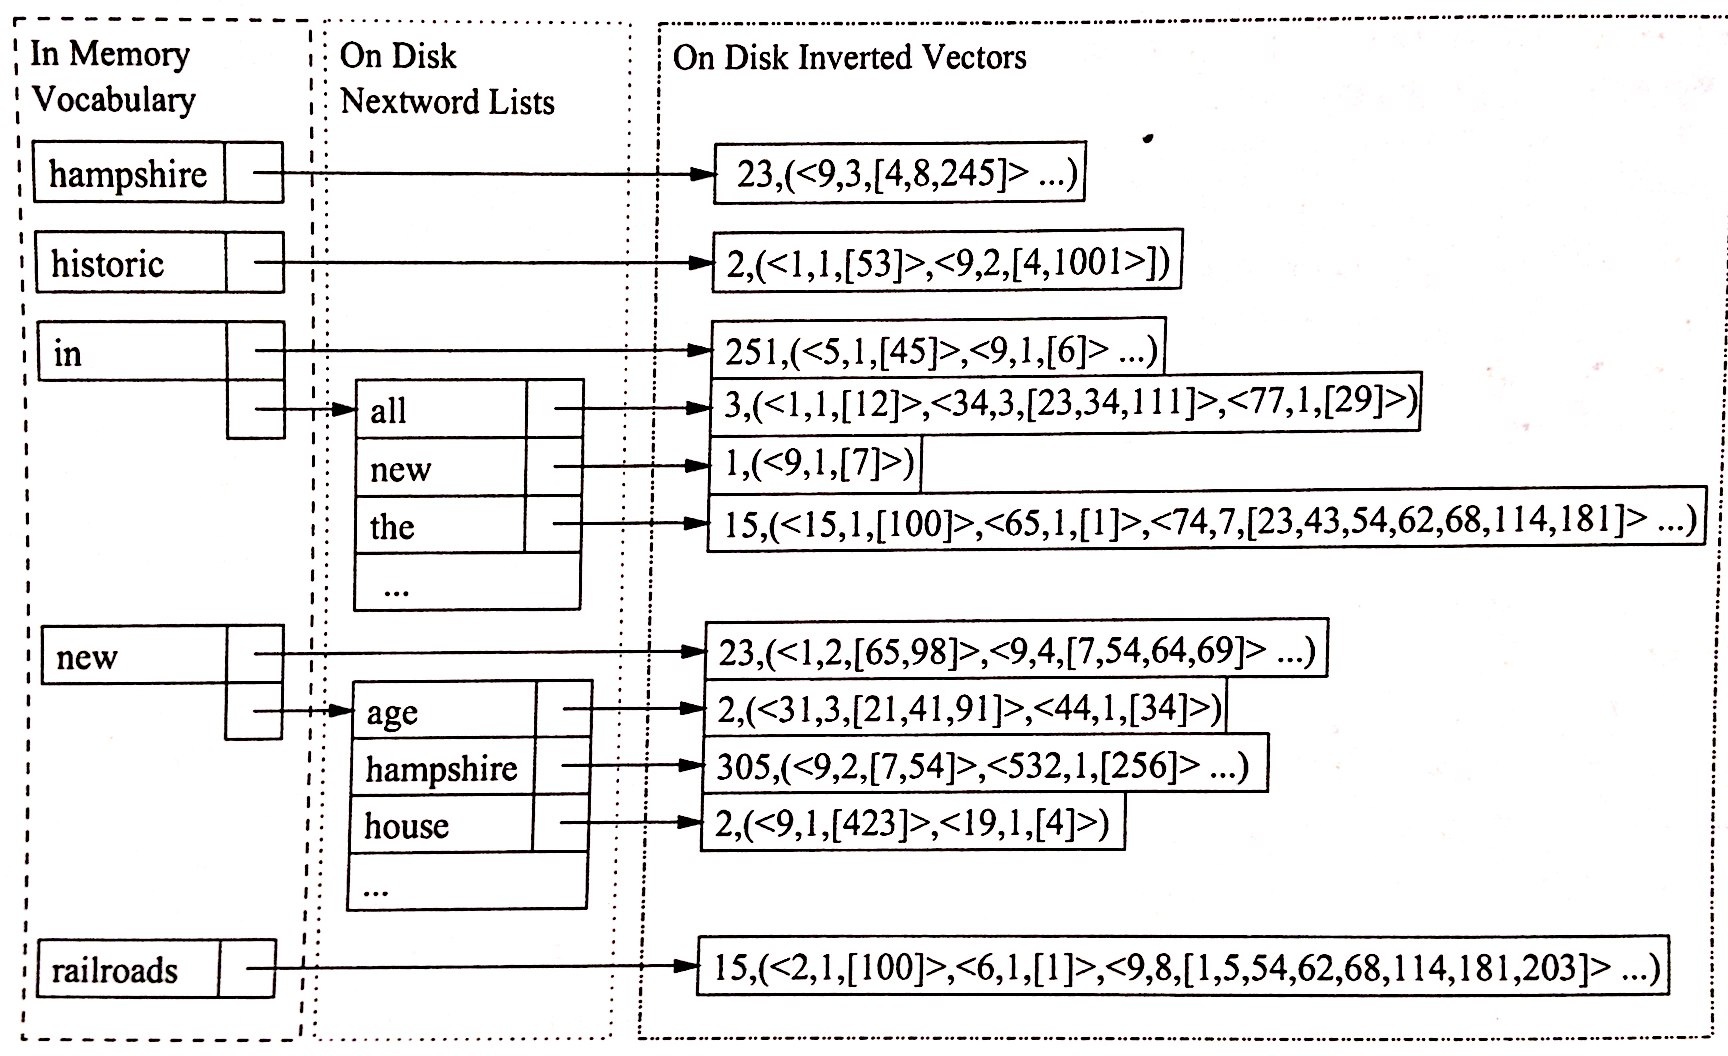 In Memory
Vocabulary
On Disk
Nextword Lists
On Disk Inverted Vectors
hampshire
23,(<9,3,[4,8,245]> ...)
historic
2,(<1,1,[53]>,<9,2,[4,1001>])
in
251,(<5,1,[45]>,<9,1,[6]> ...)
all
3,(<1,1,[12]>,<34,3,[23,34,111]>,<77,1,[29]>)
new
1,(<9,1,[7]>)
the
15,(<15,1,[100]>,<65,1,[1]>,<74,7,[23,43,54,62,68,114,181]> ...)
...
new
23,(<1,2,[65,98]>,<9,4,[7,54,64,69]> ...)
age
2,(<31,3,[21,41,91]>,<44,1,[34]>)
hampshire
305,(<9,2,[7,54]>,<532,1,[256]> ...)
house
2,(<9,1,[423]>,<19,1,[4]>)
...
railroads
15,(<2,1,[100]>,<6,1,[1]>,<9,8,[1,5,54,62,68,114,181,203]> ...)